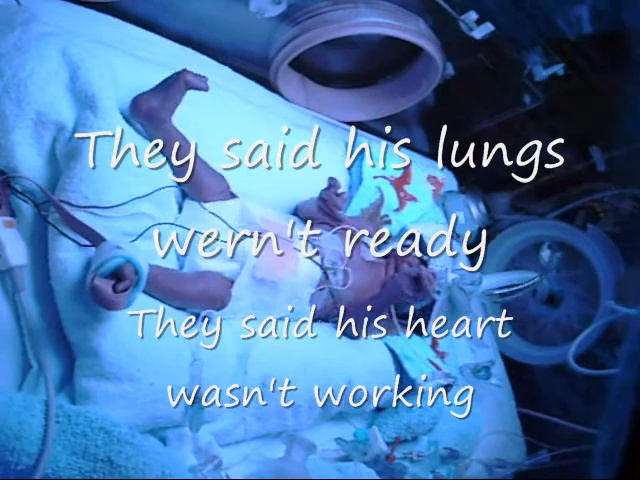 They said his lungs
wern't ready
They said his heart
wasn't working